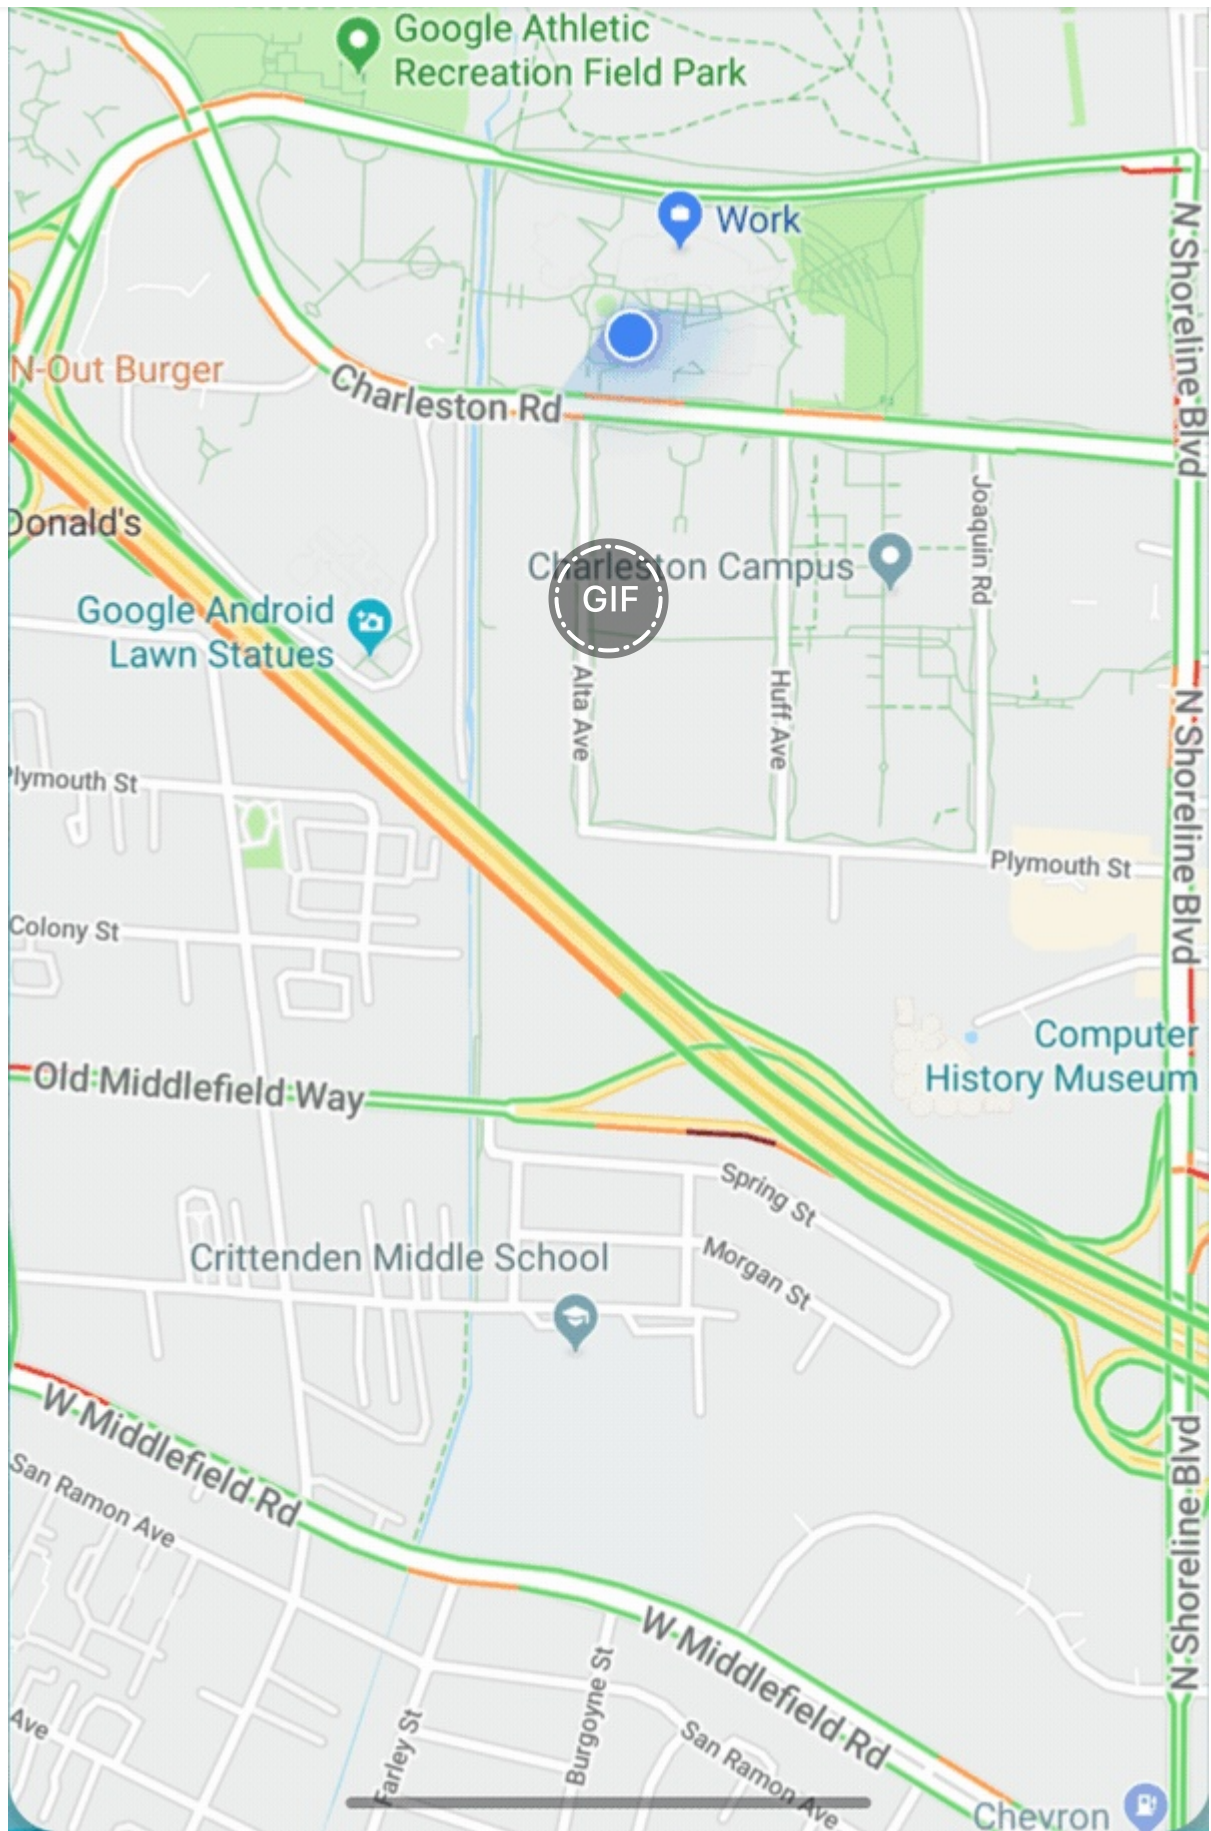 Google Athletic
Recreation Field Park
Work
N Shoreline Blvd
N-Out Burger
Charleston Rd
Donald's
Joaquin Rd
Charleston Campus
GIF
Google Android
Lawn Statues
Alta Ave
Huff Ave
N Shoreline Blvd
Plymouth St
Plymouth St
Colony St
Computer
History Museum
Old Middlefield Way
Spring St
Morgan St
Crittenden Middle School
W Middlefield Rd
N Shoreline Blvd
San Ramon Ave
W Middlefield Rd
Burgoyne St
Farley St
San Ramon Ave
Ave
Chevron